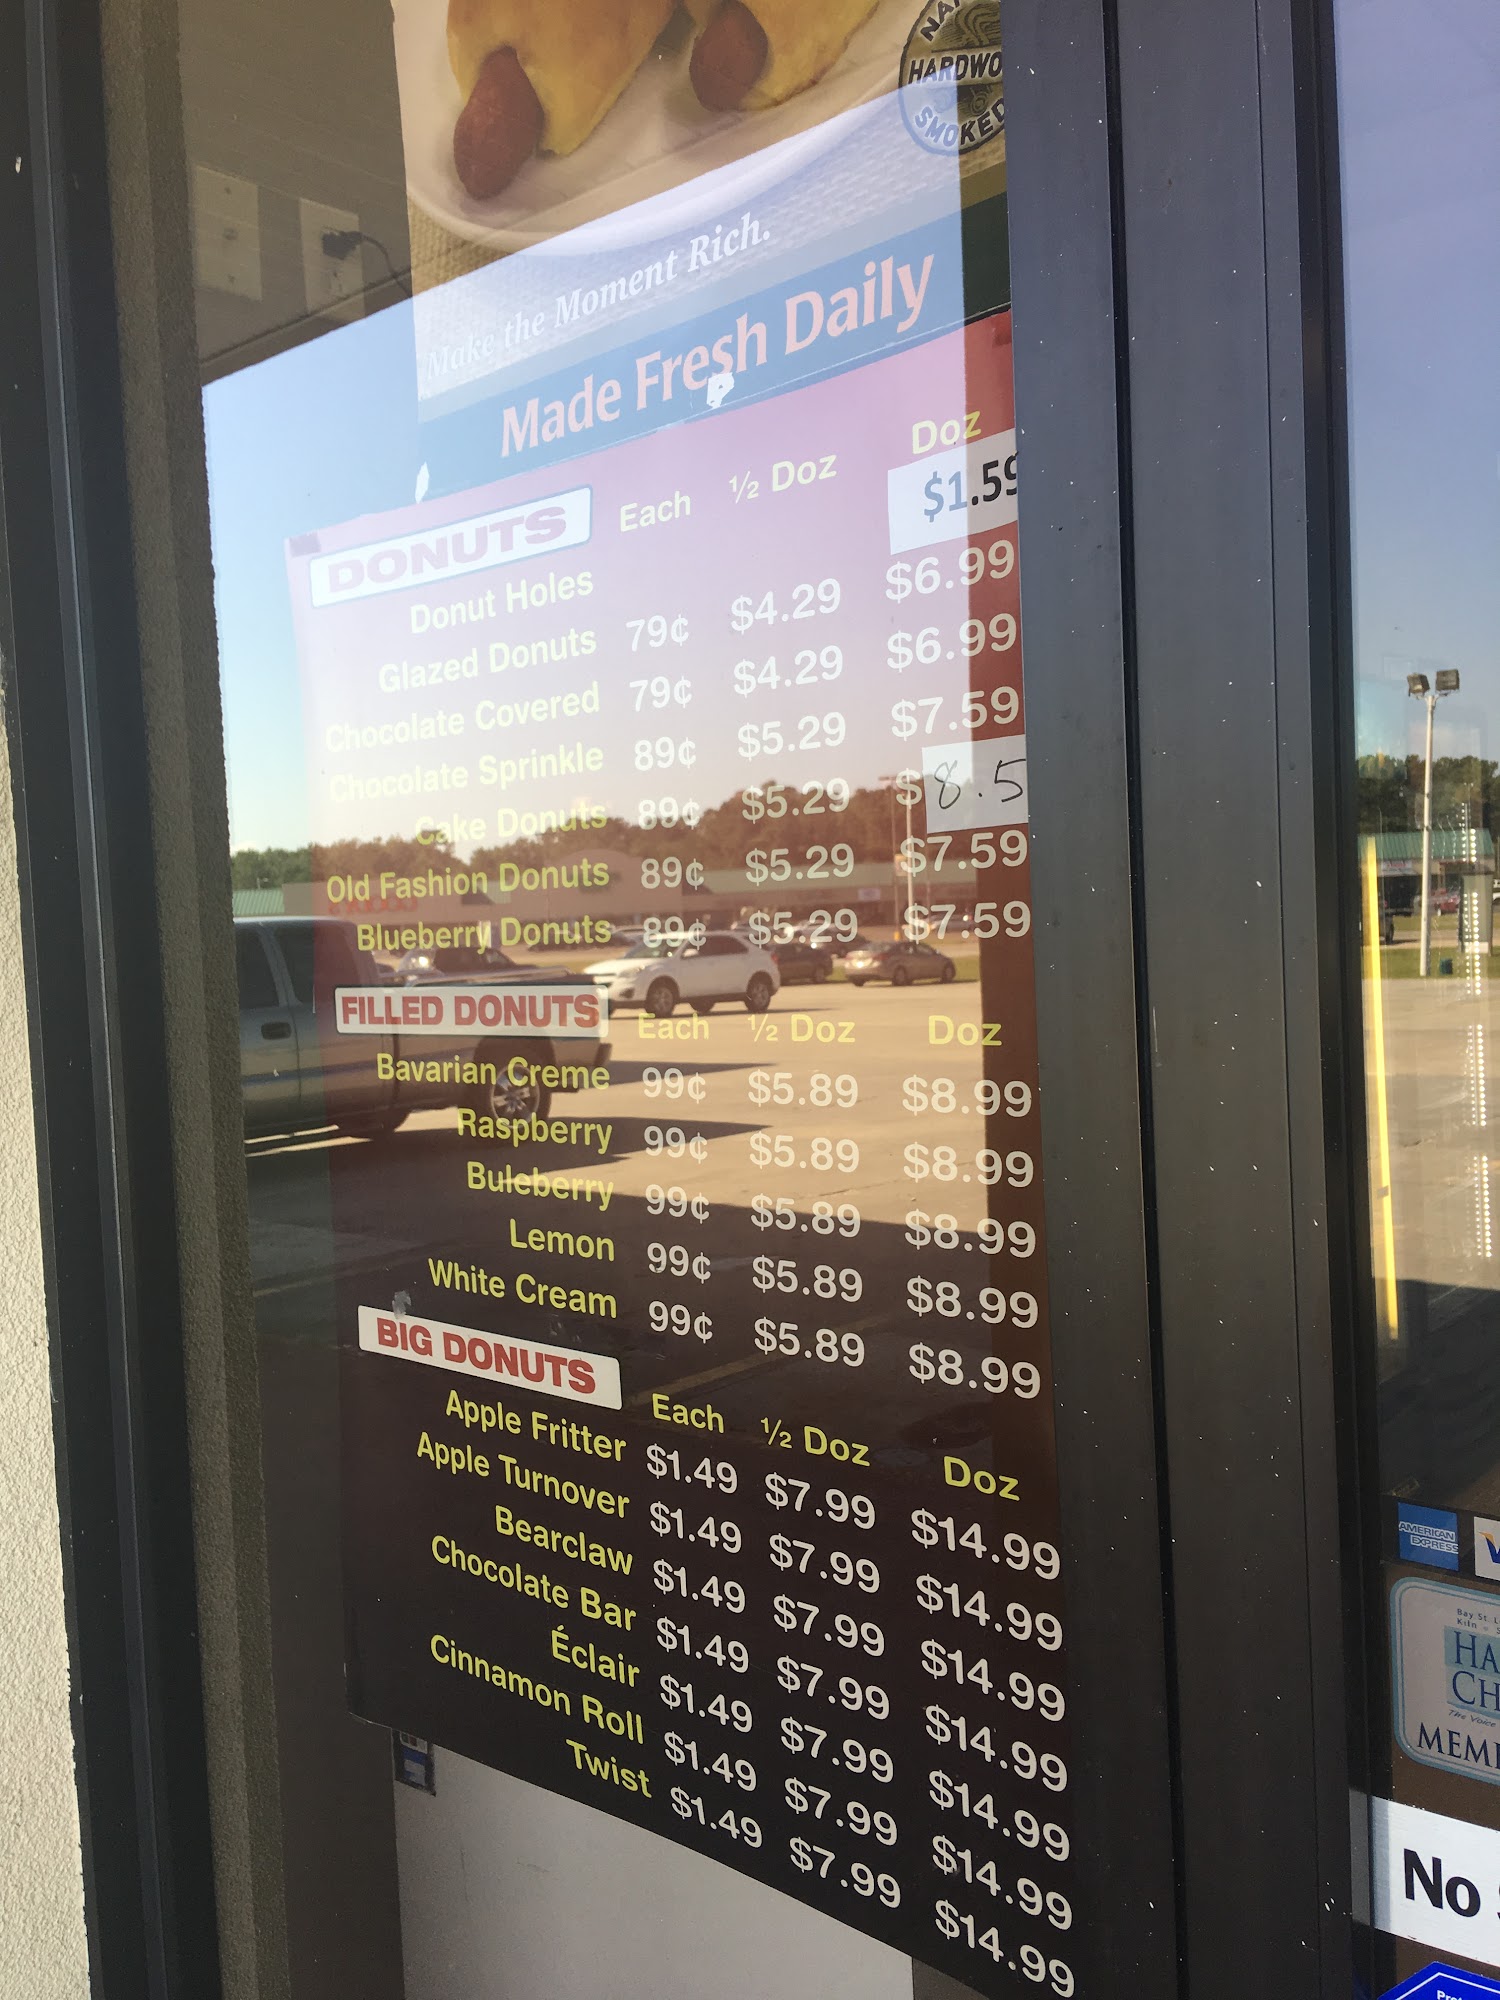 HARDWO
SMOKED
Make the Moment Rich.
Made Fresh Daily
DONUTS Each ½ Doz Doz
Donut Holes $1.59
Glazed Donuts 79¢ $4.29 $6.99
Chocolate Covered 79¢ $4.29 $6.99
Chocolate Sprinkle 89¢ $5.29 $7.59
Cake Donuts 89¢ $5.29 $8.5
Old Fashion Donuts 89¢ $5.29 $7.59
Blueberry Donuts 89¢ $5.29 $7:59
FILLED DONUTS Each ½ Doz Doz
Bavarian Creme 99¢ $5.89 $8.99
Raspberry 99¢ $5.89 $8.99
Buleberry 99¢ $5.89 $8.99
Lemon 99¢ $5.89 $8.99
White Cream 99¢ $5.89 $8.99
BIG DONUTS Each ½ Doz Doz
Apple Fritter $1.49 $7.99 $14.99
Apple Turnover $1.49 $7.99 $14.99
Bearclaw $1.49 $7.99 $14.99
Chocolate Bar $1.49 $7.99 $14.99
Éclair $1.49 $7.99 $14.99
Cinnamon Roll $1.49 $7.99 $14.99
Twist $1.49 $7.99 $14.99
AMERICAN
EXPRESS
Bay St. L
Kiln
HA
CH
The Voice
MEM
No